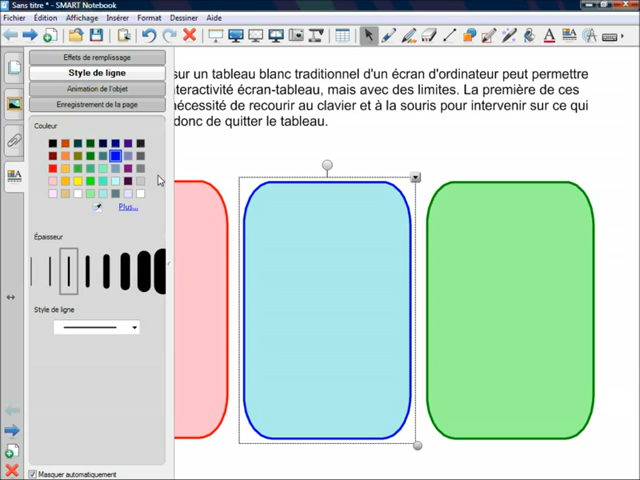 Sans titre * - SMART Notebook
Fichier Édition Affichage Insérer Format Dessiner Aide
Effets de remplissage
Style de ligne
Animation de l'objet
Enregistrement de la page
Couleur
Plus...
Épaisseur
Style de ligne
Masquer automatiquement
sur un tableau blanc traditionnel d'un écran d'ordinateur peut permettre
nteractivité écran-tableau, mais avec des limites. La première de ces
nécessité de recourir au clavier et à la souris pour intervenir sur ce qui
donc de quitter le tableau.